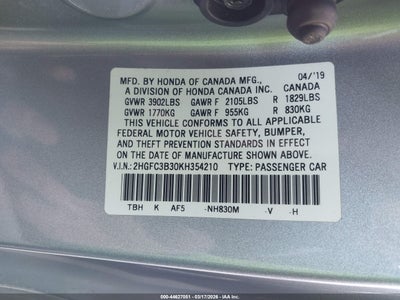 MFD. BY HONDA OF CANADA MFG., 04/'19
A DIVISION OF HONDA CANADA INC. CANADA
GVWR 3902LBS GAWR F 2105LBS R 1829LBS
GVWR 1770KG GAWR F 955KG R 830KG
THIS VEHICLE CONFORMS TO ALL APPLICABLE
FEDERAL MOTOR VEHICLE SAFETY, BUMPER,
AND THEFT PREVENTION STANDARDS IN EFFECT
ON THE DATE OF MANUFACTURE SHOWN ABOVE.
V.I.N.: 2HGFC3B30KH354210 TYPE: PASSENGER CAR
TBH K AF5 -NH830M -V -H
000-44627051 - 03/17/2026 - IAA